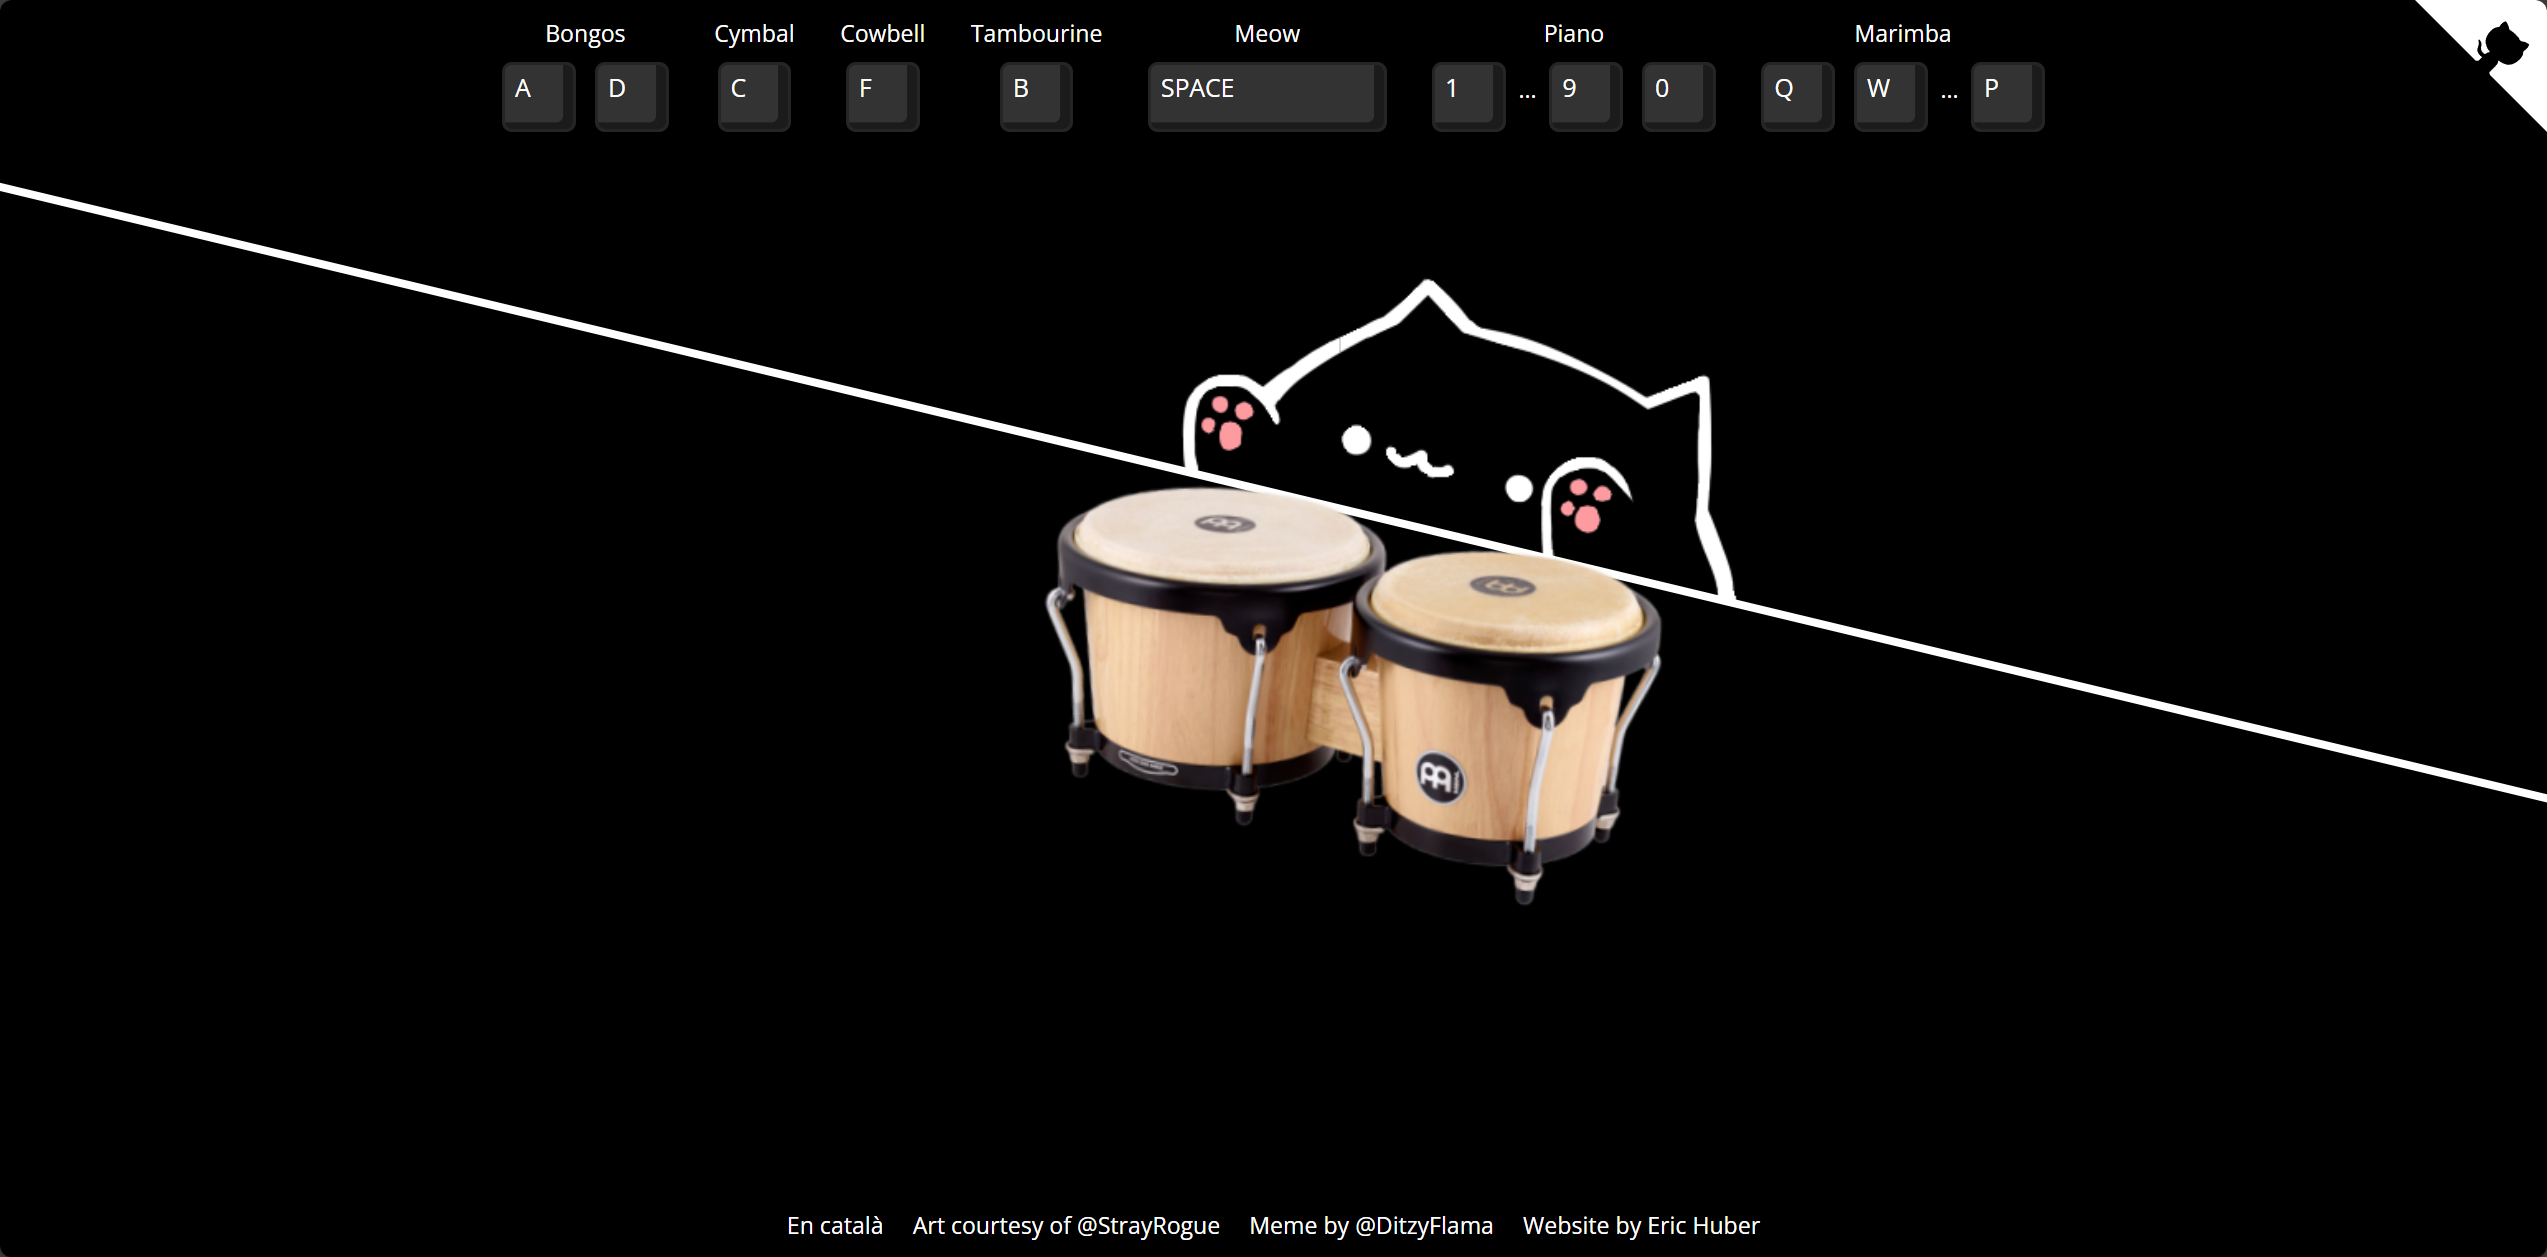 Bongos Cymbal Cowbell Tambourine Meow Piano Marimba
A D C F B SPACE 1 ... 9 0 Q W ... P
En català Art courtesy of @StrayRogue Meme by @DitzyFlama Website by Eric Huber